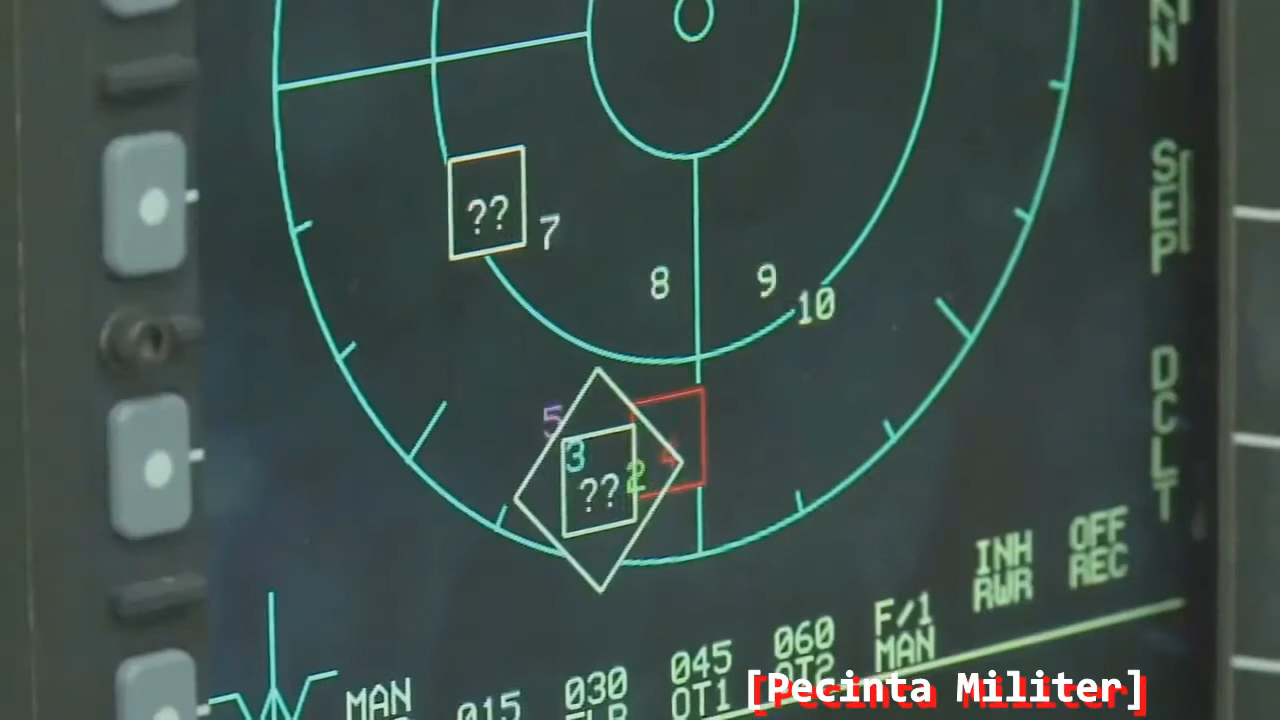 SEP
??
7
8
9
10
DCLT
5
3
??
2
4
INH
RWR
OFF
REC
F/1
MAN
060
OT2
045
OT1
030
015
MAN
[Pecinta Militer]